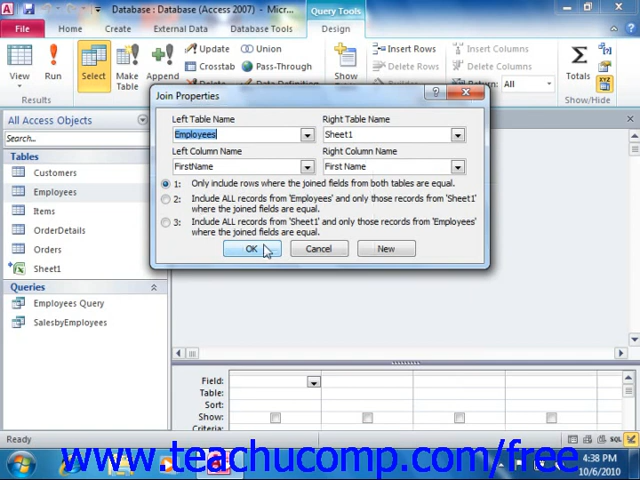 Database : Database (Access 2007) - Micr...
Query Tools
File
Home
Create
External Data
Database Tools
Design
View
Run
Select
Make Table
Append
Update
Crosstab
Union
Pass-Through
Show
Insert Rows
Delete Rows
Insert Columns
Delete Columns
Return: All
Totals
Results
Show/Hide
Join Properties
Left Table Name
Right Table Name
Employees
Sheet1
Left Column Name
Right Column Name
FirstName
First Name
1: Only include rows where the joined fields from both tables are equal.
2: Include ALL records from 'Employees' and only those records from 'Sheet1'
where the joined fields are equal.
3: Include ALL records from 'Sheet1' and only those records from 'Employees'
where the joined fields are equal.
OK
Cancel
New
All Access Objects
Search...
Tables
Customers
Employees
Items
OrderDetails
Orders
Sheet1
Queries
Employees Query
SalesbyEmployees
Field:
Table:
Sort:
Show:
Criteria:
Ready
SQL
www.teachucomp.com/free
4:38 PM
10/6/2010